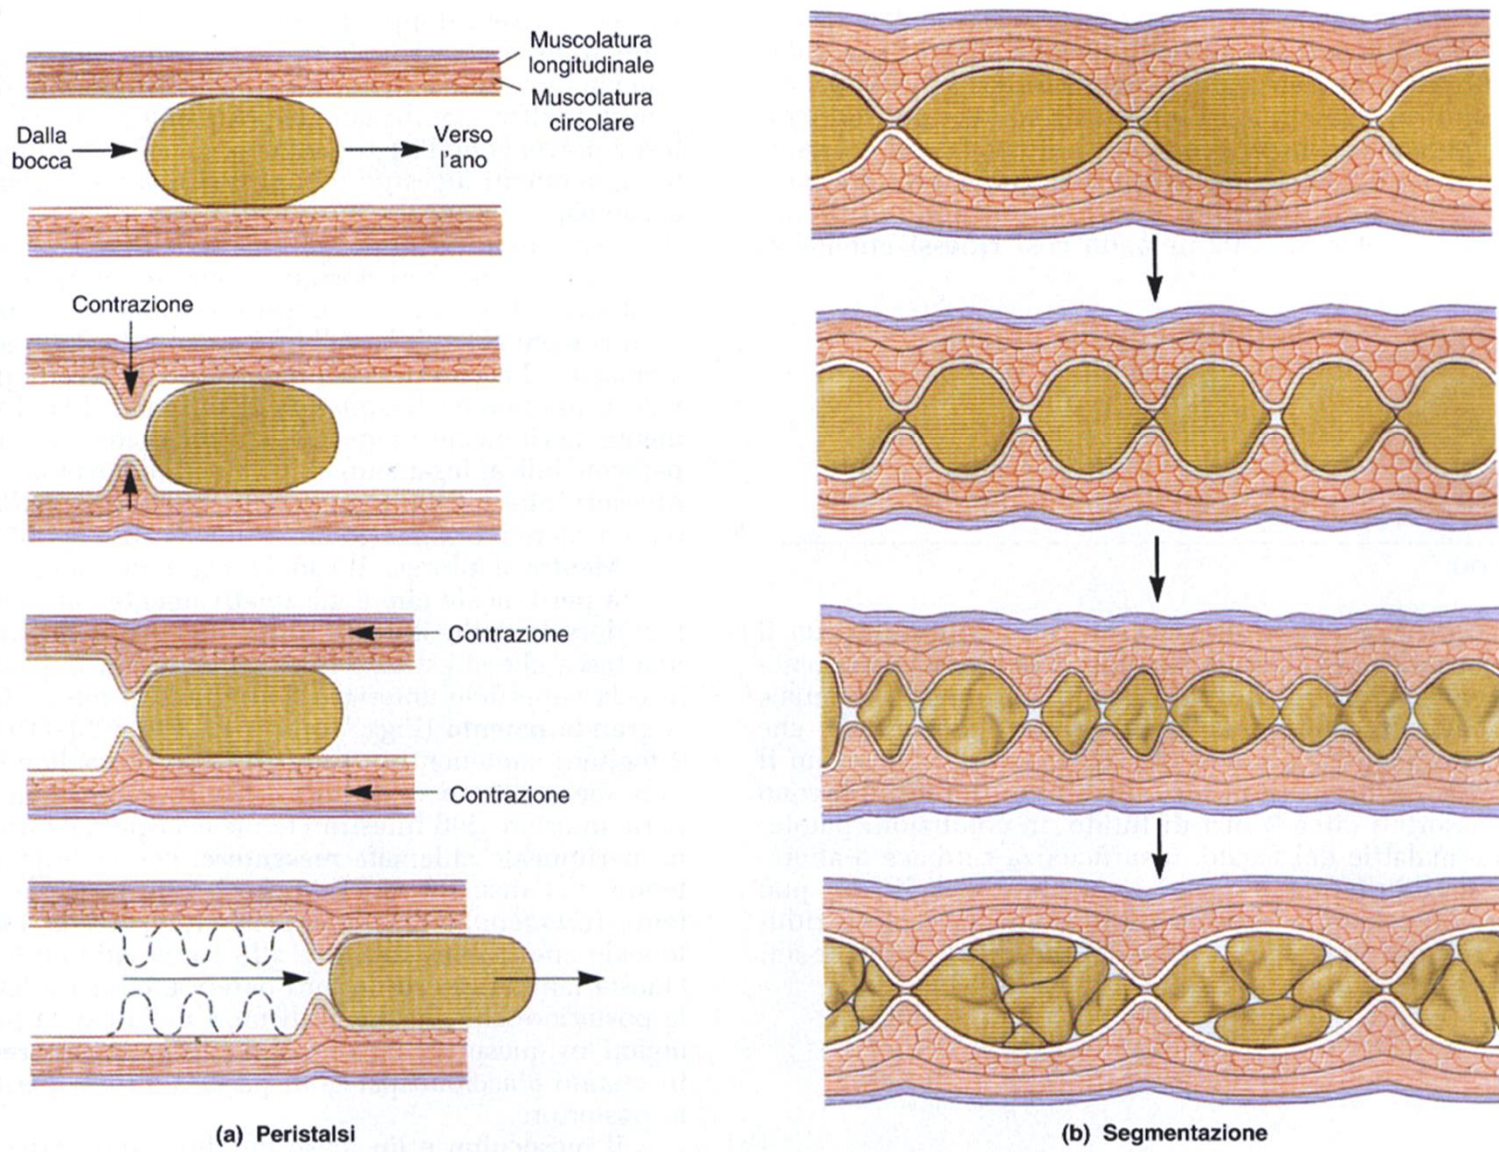 Muscolatura
longitudinale
Muscolatura
circolare
Dalla
bocca
Verso
l'ano
Contrazione
Contrazione
Contrazione
(a) Peristalsi
(b) Segmentazione